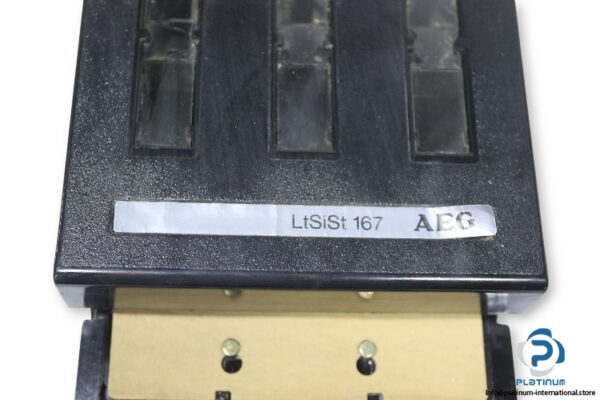 LtSiSt 167 AEG
PLATINUM
info@platinum-international.store